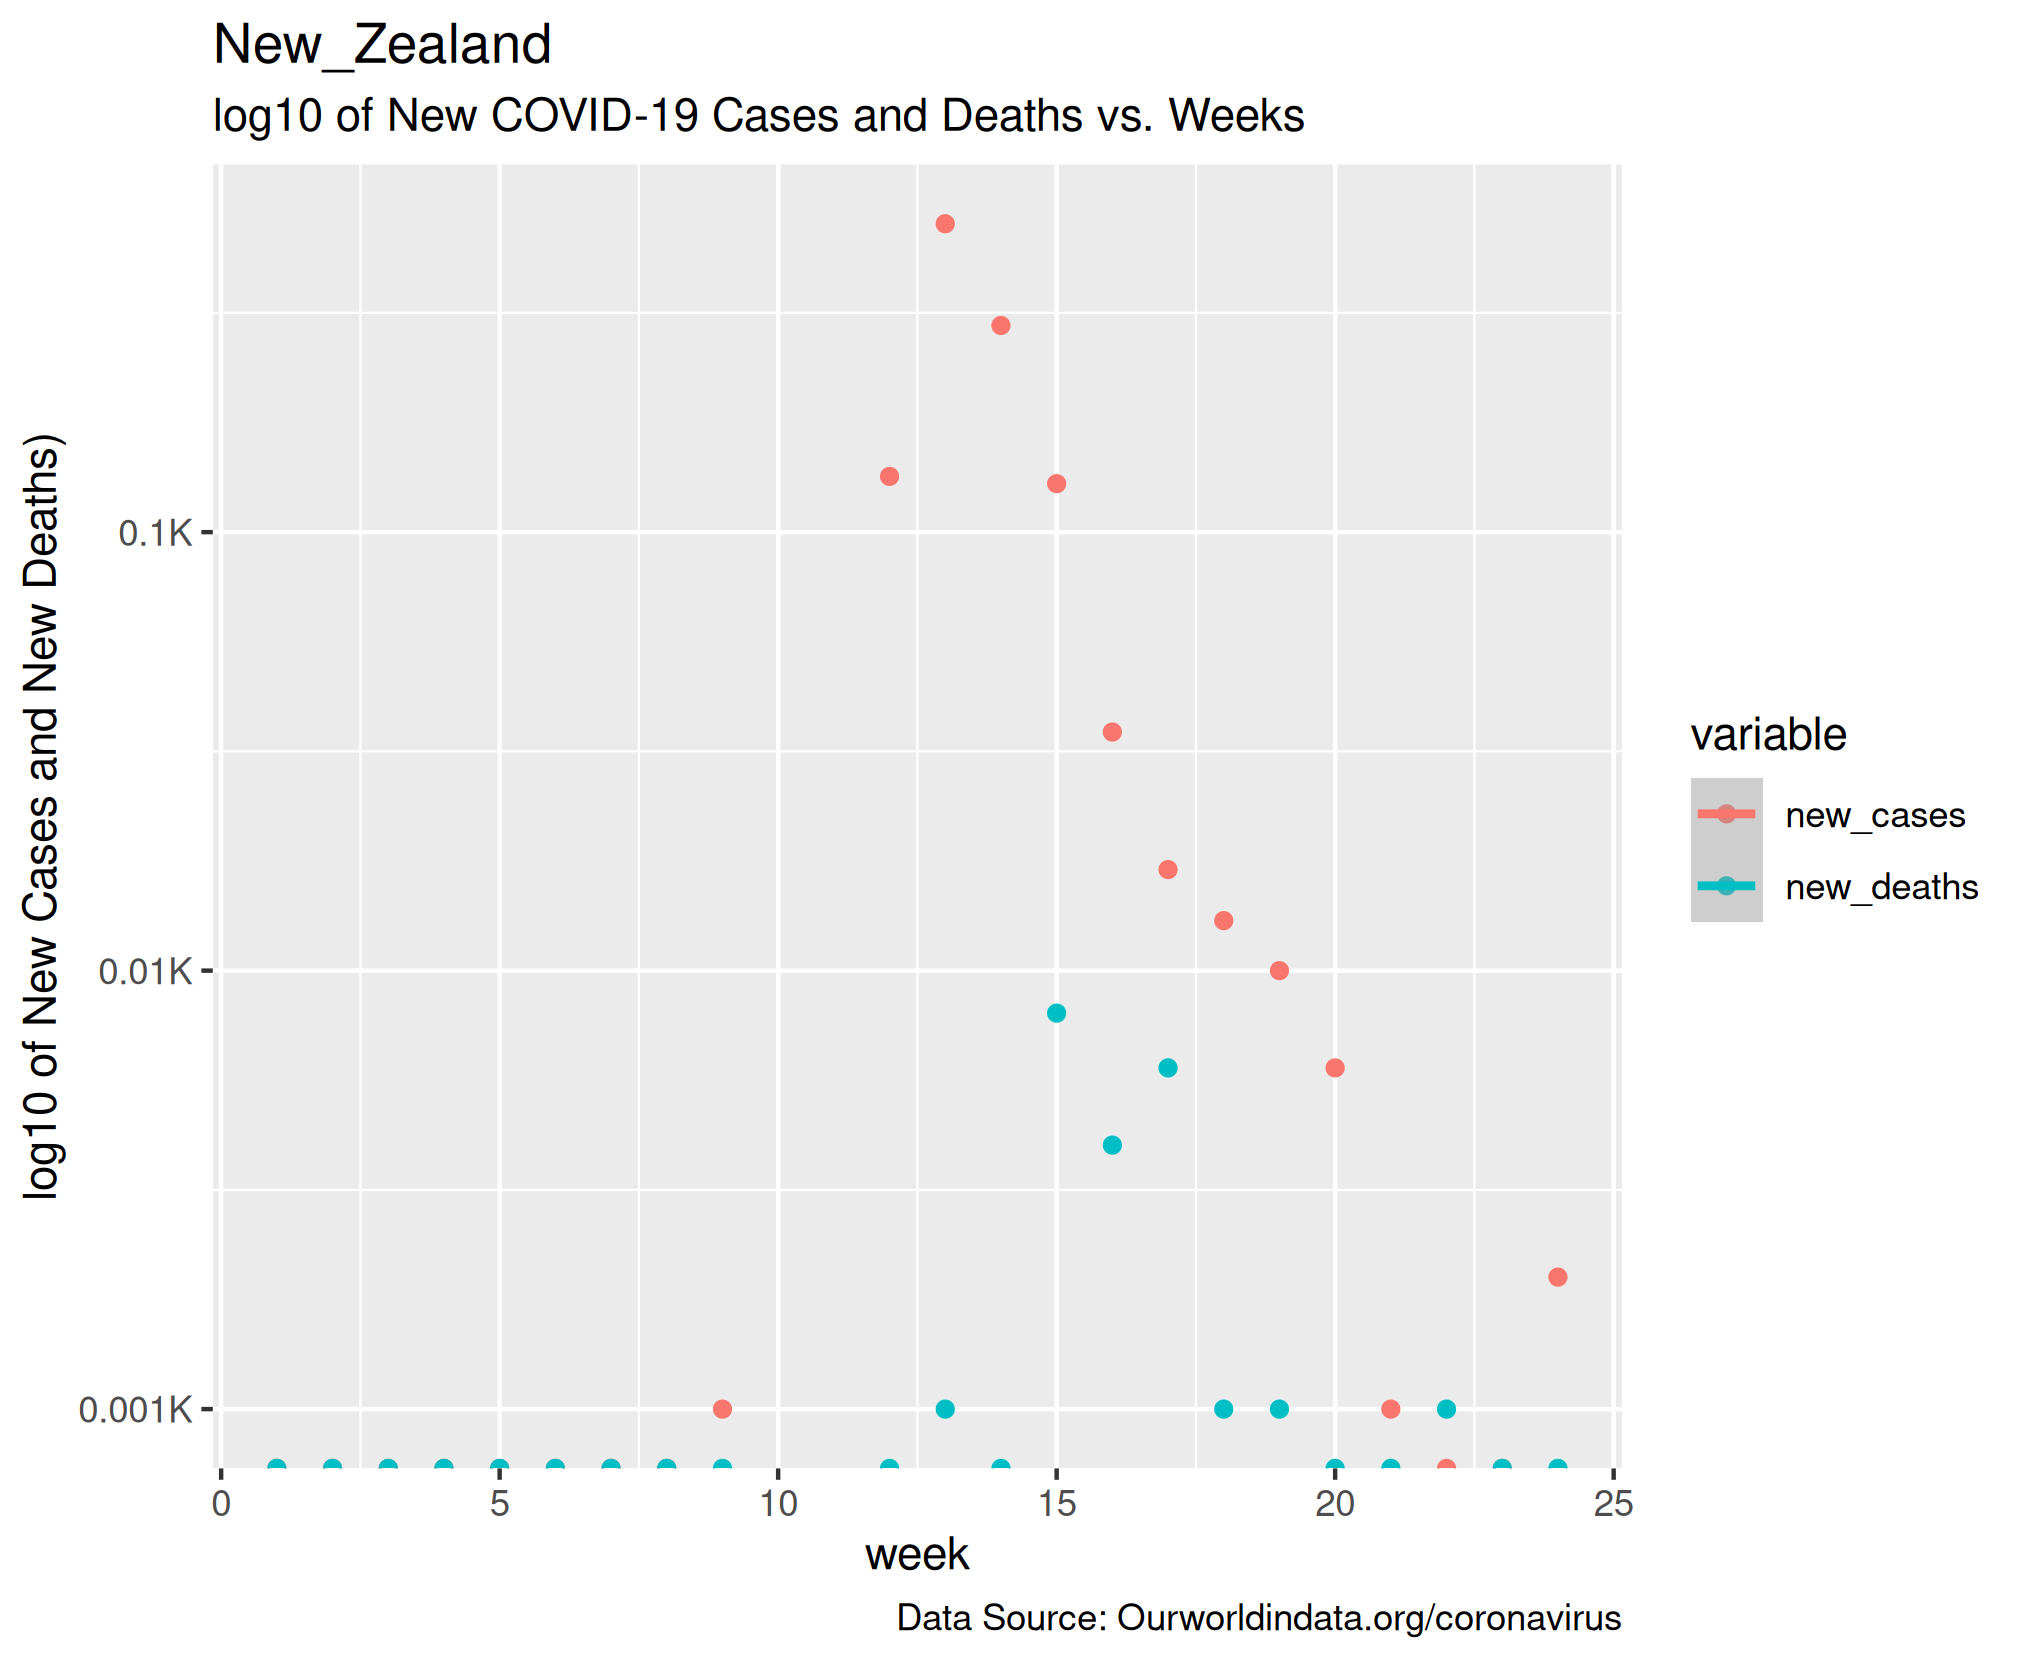 New_Zealand
log10 of New COVID-19 Cases and Deaths vs. Weeks
log10 of New Cases and New Deaths)
0.1K
0.01K
0.001K
0 5 10 15 20 25
week
variable
new_cases
new_deaths
Data Source: Ourworldindata.org/coronavirus